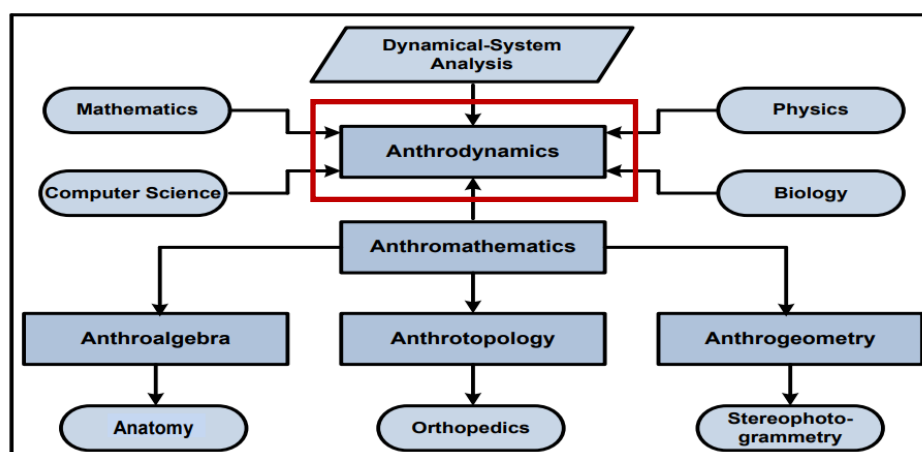 Dynamical-System
Analysis
Mathematics
Physics
Anthrodynamics
Computer Science
Biology
Anthromathematics
Anthroalgebra
Anthrotopology
Anthrogeometry
Anatomy
Orthopedics
Stereophoto-
grammetry